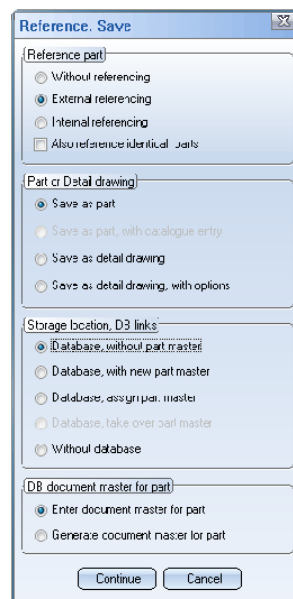 Reference, Save
Reference part
Without referencing
External referencing
Internal referencing
Also reference identical parts
Part or Detail drawing
Save as part
Save as part, with catalogue entry
Save as detail drawing
Save as detail drawing, with options
Storage location, DB links
Database, without part master
Database, with new part master
Database, assign part master
Database, take over part master
Without database
DB document master for part
Enter document master for part
Generate document master for part
Continue
Cancel